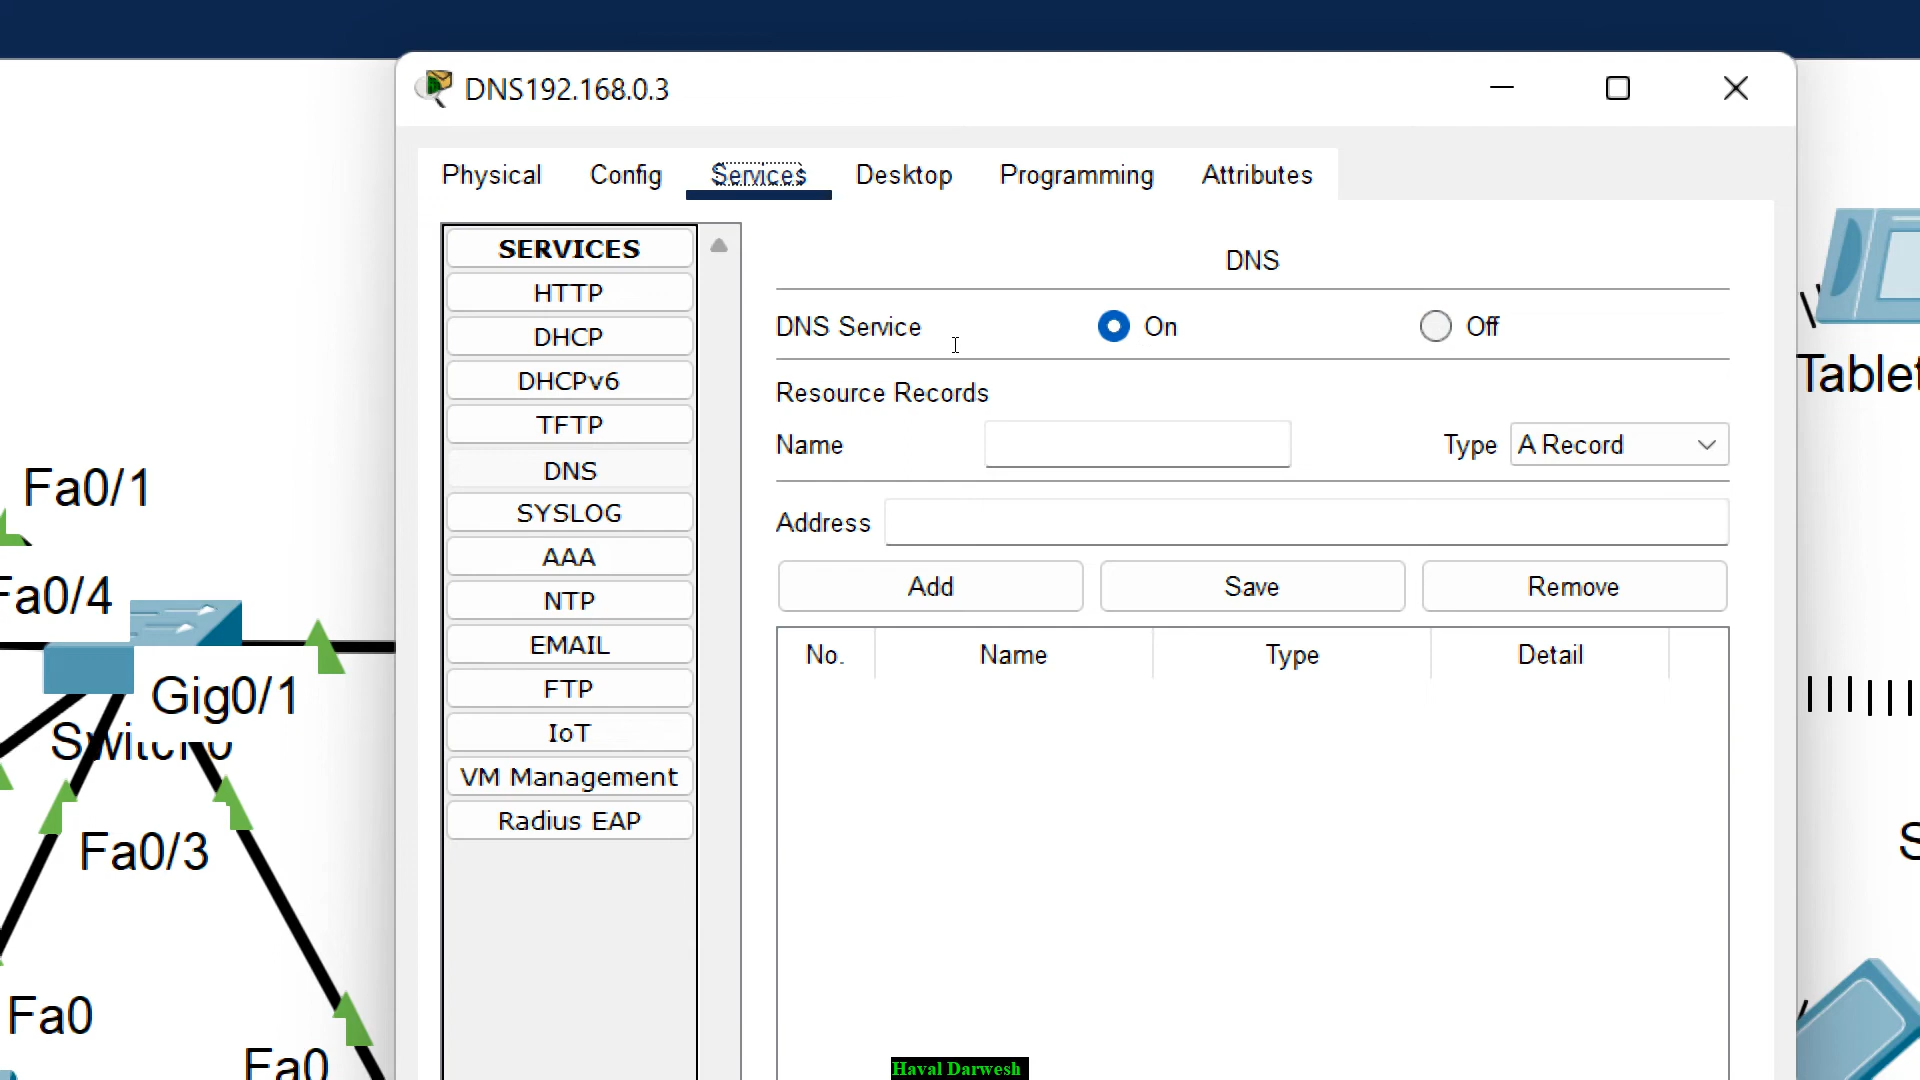 DNS192.168.0.3
Physical Config Services Desktop Programming Attributes
SERVICES
HTTP
DHCP
DHCPv6
TFTP
DNS
SYSLOG
AAA
NTP
EMAIL
FTP
IoT
VM Management
Radius EAP
DNS
DNS Service On Off
Resource Records
Name Type A Record
Address
Add Save Remove
No. Name Type Detail
Fa0/1
Fa0/4
Gig0/1
Switch0
Fa0/3
Fa0
Fa0
Tablet
Haval Darwesh